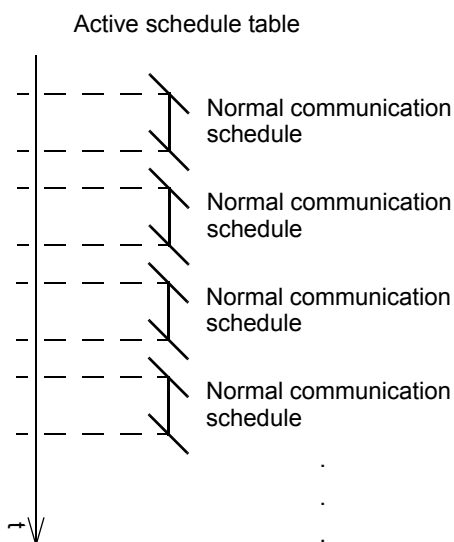 Active schedule table
Normal communication
schedule
Normal communication
schedule
Normal communication
schedule
Normal communication
schedule
.
.
.
t